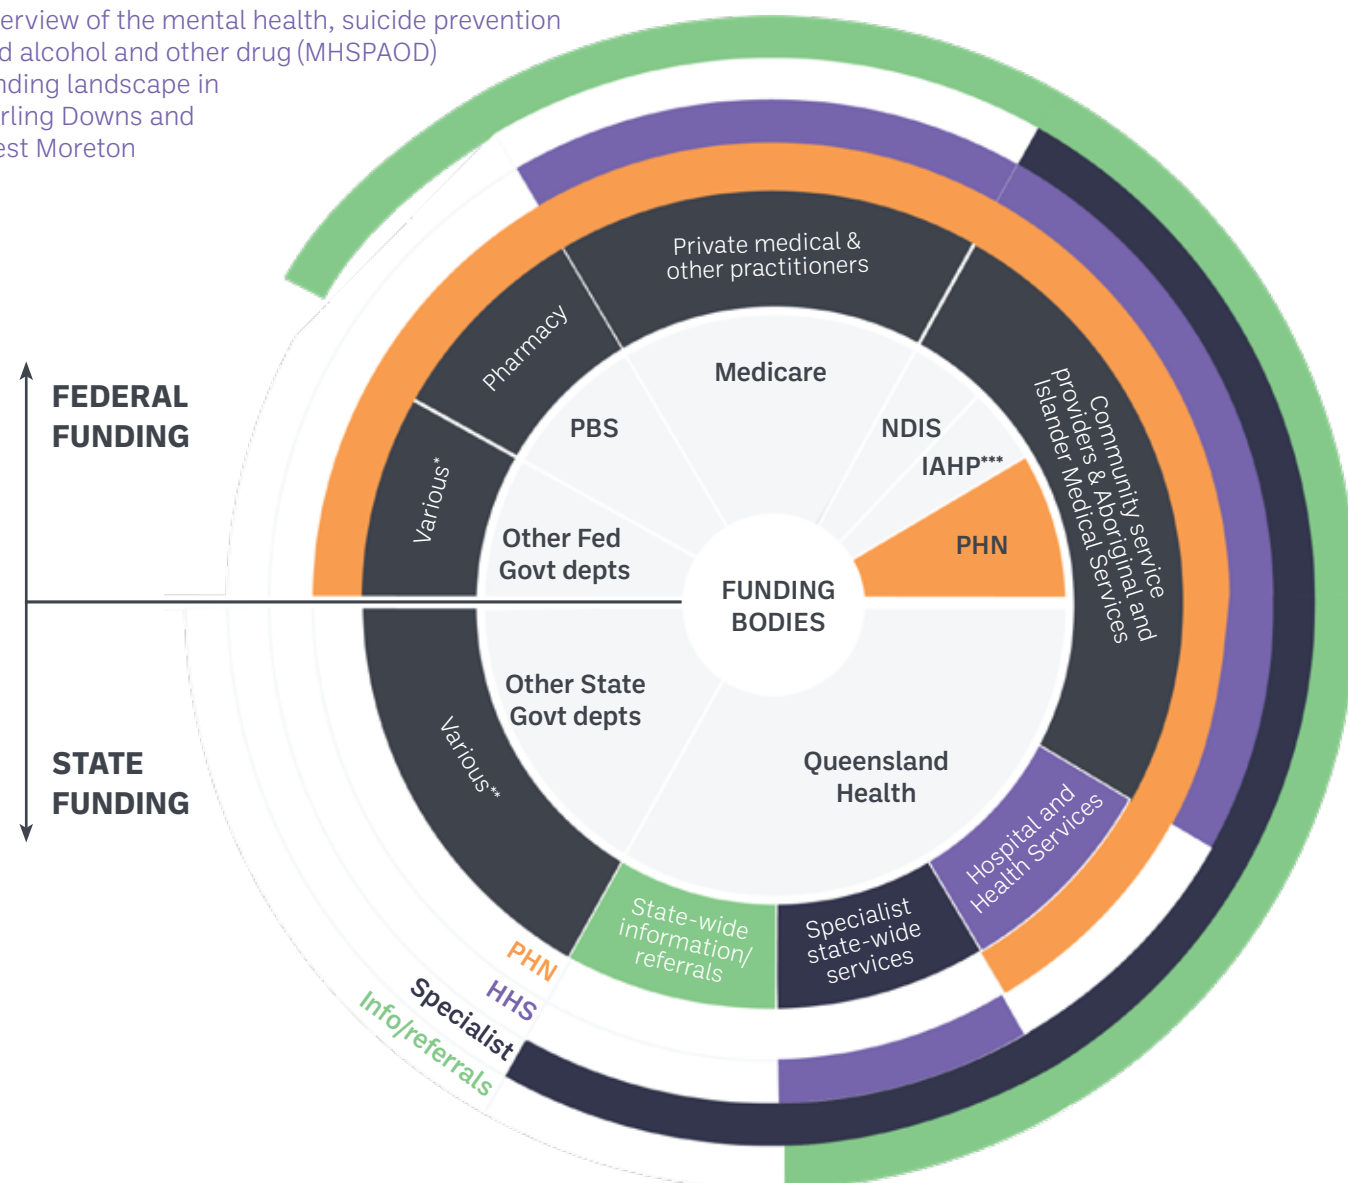 erview of the mental health, suicide prevention
d alcohol and other drug (MHSPAOD)
nding landscape in
rling Downs and
est Moreton
FEDERAL
FUNDING
STATE
FUNDING
Private medical &
other practitioners
Pharmacy
Various*
Medicare
PBS
NDIS
IAHP***
PHN
Other Fed
Govt depts
FUNDING
BODIES
Community service
providers & Aboriginal and
Islander Medical Services
Other State
Govt depts
Queensland
Health
Various**
Hospital and
Health Services
State-wide
information/
referrals
Specialist
state-wide
services
PHN
HHS
Specialist
Info/referrals